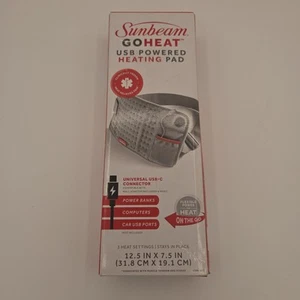 Sunbeam
GOHEAT™
USB POWERED
HEATING PAD
UNIVERSAL USB-C
CONNECTOR
POWER BANKS
COMPUTERS
CAR USB PORTS
HEAT
ON THE GO
3 HEAT SETTINGS | STAYS IN PLACE
12.5 IN X 7.5 IN
(31.8 CM X 19.1 CM)